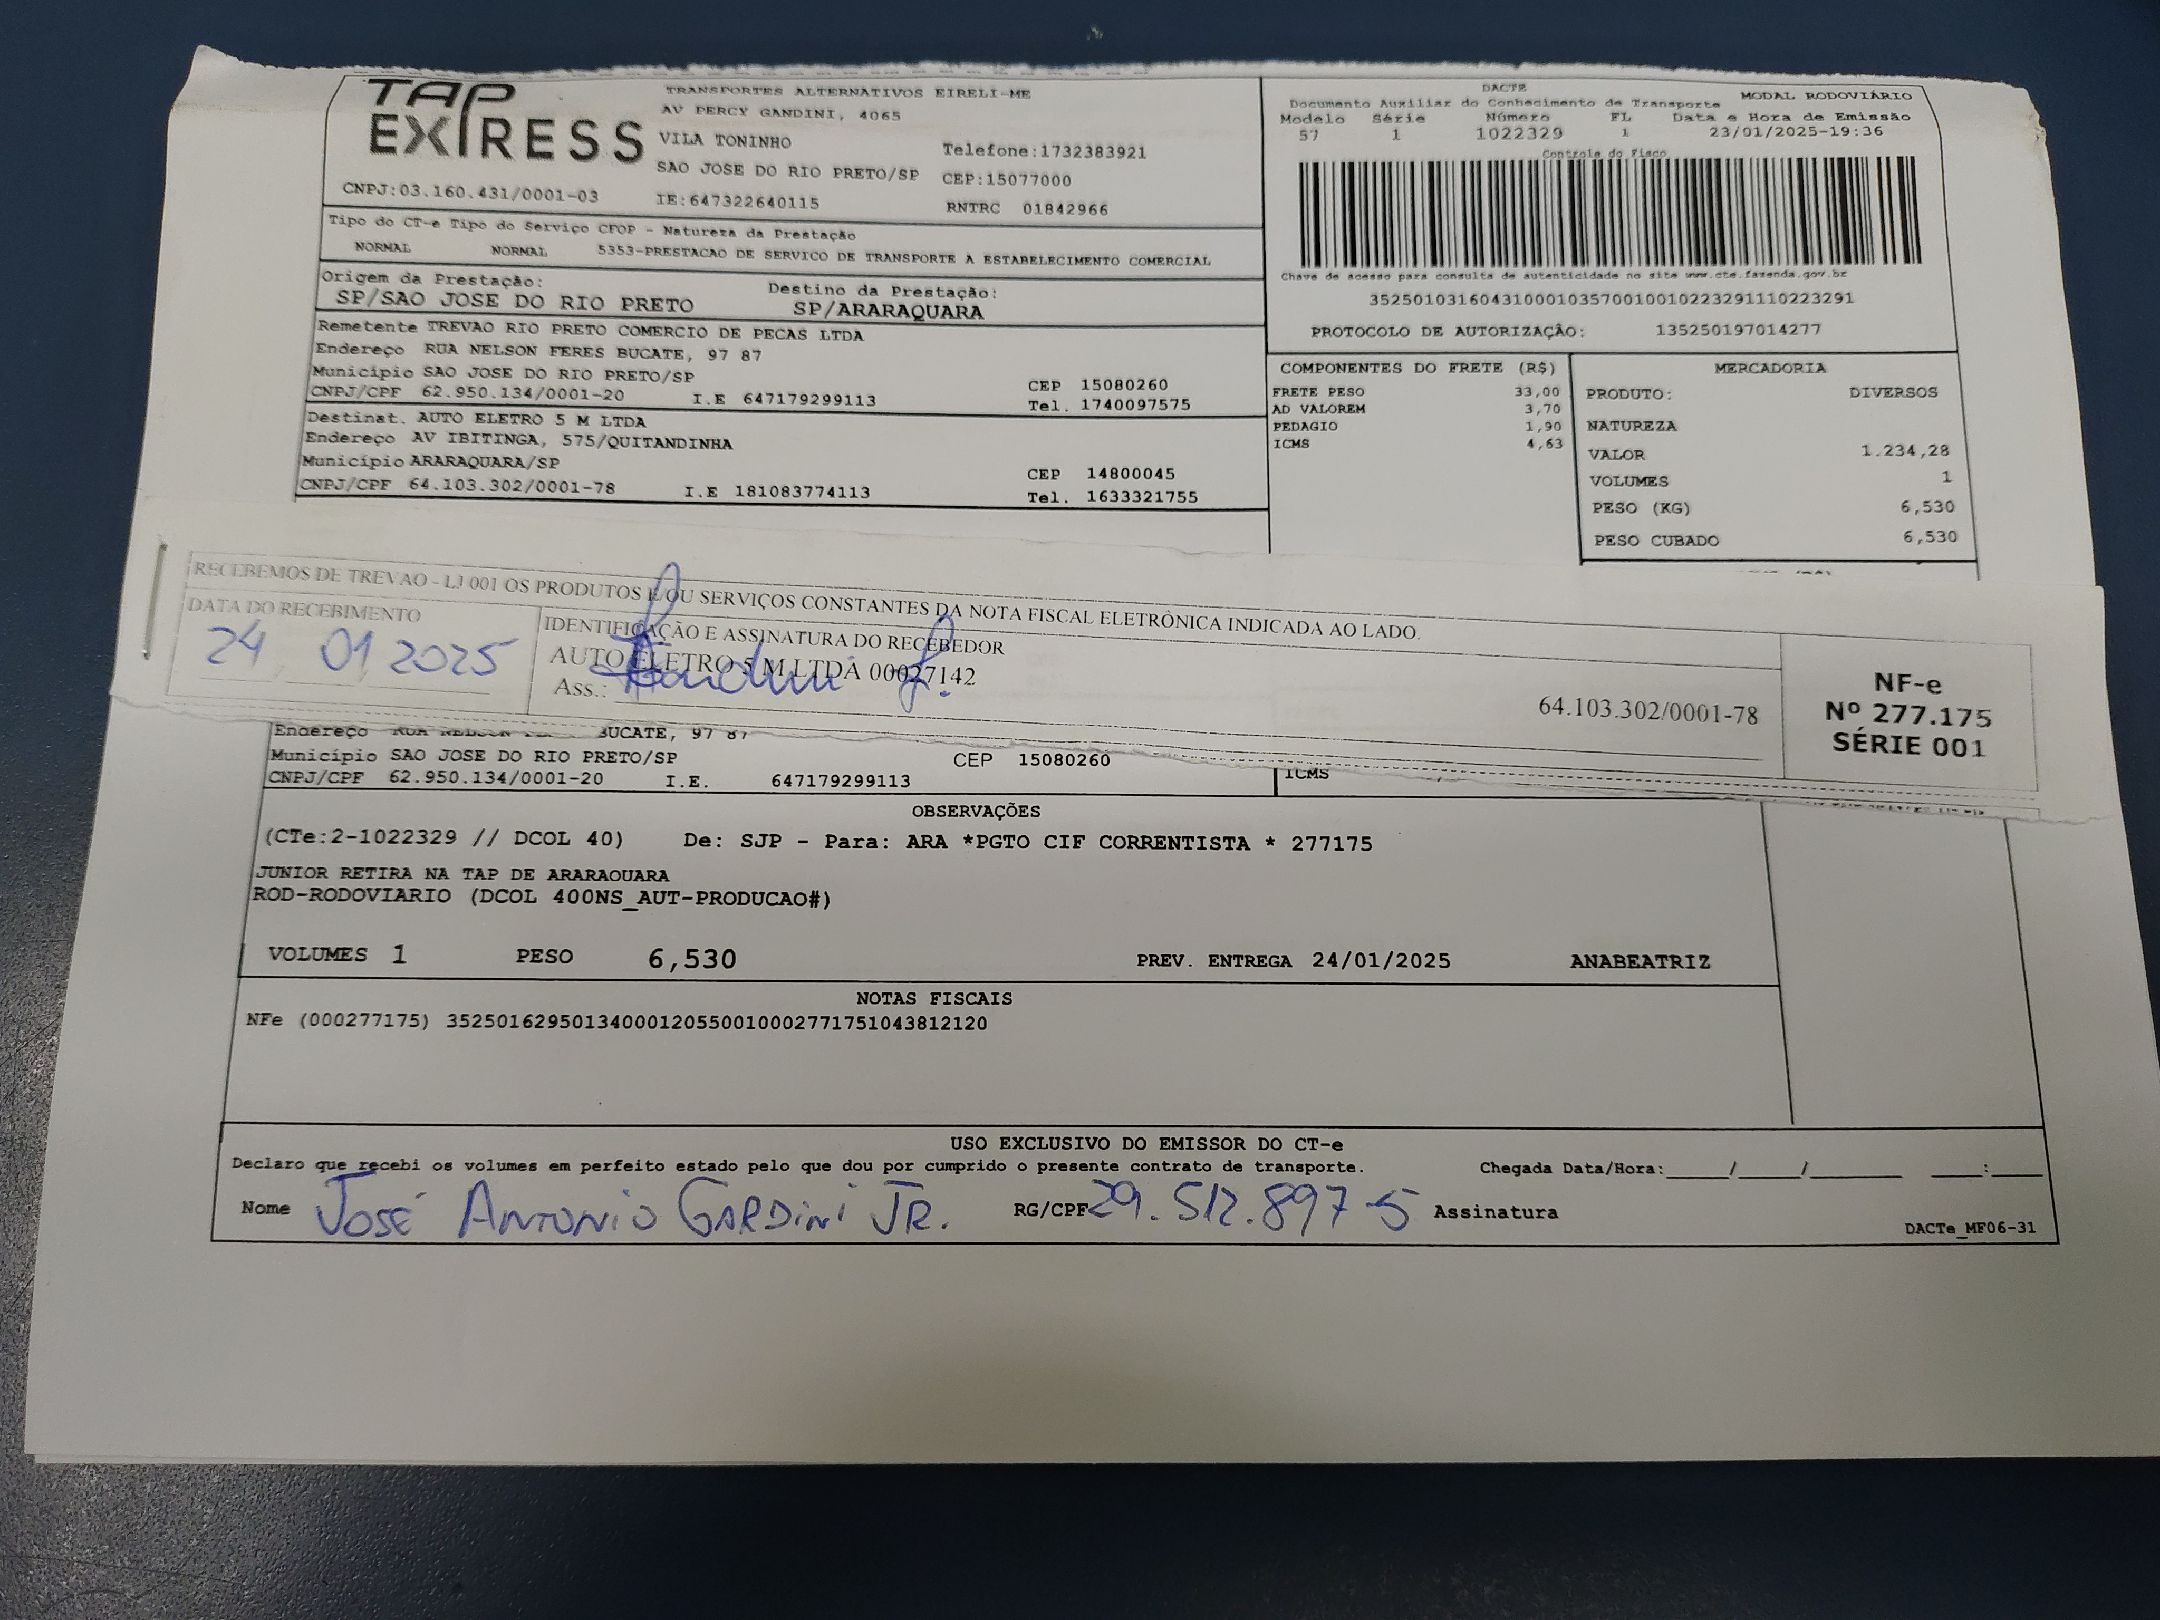 TAP EXPRESS
TRANSPORTES ALTERNATIVOS EIRELI-ME
AV PERCY GANDINI, 4065
VILA TONINHO
Telefone:1732383921
SAO JOSE DO RIO PRETO/SP CEP:15077000
CNPJ:03.160.431/0001-03 IE:647322640115 RNTRC 01842966
Tipo do CT-e Tipo do Serviço CFOP - Natureza da Prestação
NORMAL NORMAL 5353-PRESTACAO DE SERVICO DE TRANSPORTE A ESTABELECIMENTO COMERCIAL
Origem da Prestação: Destino da Prestação:
SP/SAO JOSE DO RIO PRETO SP/ARARAQUARA
Remetente TREVAO RIO PRETO COMERCIO DE PECAS LTDA
Endereço RUA NELSON FERES BUCATE, 97 87
Município SAO JOSE DO RIO PRETO/SP CEP 15080260
CNPJ/CPF 62.950.134/0001-20 I.E 647179299113 Tel. 1740097575
Destinat. AUTO ELETRO 5 M LTDA
Endereço AV IBITINGA, 575/QUITANDINHA
Município ARARAQUARA/SP CEP 14800045
CNPJ/CPF 64.103.302/0001-78 I.E 181083774113 Tel. 1633321755
DACTE
Documento Auxiliar do Conhecimento de Transporte MODAL RODOVIÁRIO
Modelo Série Número FL Data e Hora de Emissão
57 1 1022329 1 23/01/2025-19:36
Controle do Fisco
Chave de acesso para consulta de autenticidade no site www.cte.fazenda.gov.br
35250103160431000103570010010223291110223291
PROTOCOLO DE AUTORIZAÇÃO: 135250197014277
COMPONENTES DO FRETE (R$)
FRETE PESO 33,00
AD VALOREM 3,70
PEDAGIO 1,90
ICMS 4,63
MERCADORIA
PRODUTO: DIVERSOS
NATUREZA
VALOR 1.234,28
VOLUMES 1
PESO (KG) 6,530
PESO CUBADO 6,530
RECEBEMOS DE TREVAO - LJ 001 OS PRODUTOS E/OU SERVIÇOS CONSTANTES DA NOTA FISCAL ELETRÔNICA INDICADA AO LADO.
DATA DO RECEBIMENTO
24 01 2025
IDENTIFICAÇÃO E ASSINATURA DO RECEBEDOR
AUTO ELETRO 5 M LTDA 00027142
Ass.:
64.103.302/0001-78
NF-e
Nº 277.175
SÉRIE 001
Endereço BUCATE, 97 87
Município SAO JOSE DO RIO PRETO/SP CEP 15080260
CNPJ/CPF 62.950.134/0001-20 I.E. 647179299113
ICMS
OBSERVAÇÕES
(CTe:2-1022329 // DCOL 40) De: SJP - Para: ARA *PGTO CIF CORRENTISTA * 277175
JUNIOR RETIRA NA TAP DE ARARAQUARA
ROD-RODOVIARIO (DCOL 400NS_AUT-PRODUCAO#)
VOLUMES 1 PESO 6,530 PREV. ENTREGA 24/01/2025 ANABEATRIZ
NOTAS FISCAIS
NFe (000277175) 35250162950134000120550010002771751043812120
USO EXCLUSIVO DO EMISSOR DO CT-e
Declaro que recebi os volumes em perfeito estado pelo que dou por cumprido o presente contrato de transporte. Chegada Data/Hora:____/____/______ ____:____
Nome JOSÉ ANTONIO GARDINI JR. RG/CPF 29.512.897-5 Assinatura
DACTe_MF06-31